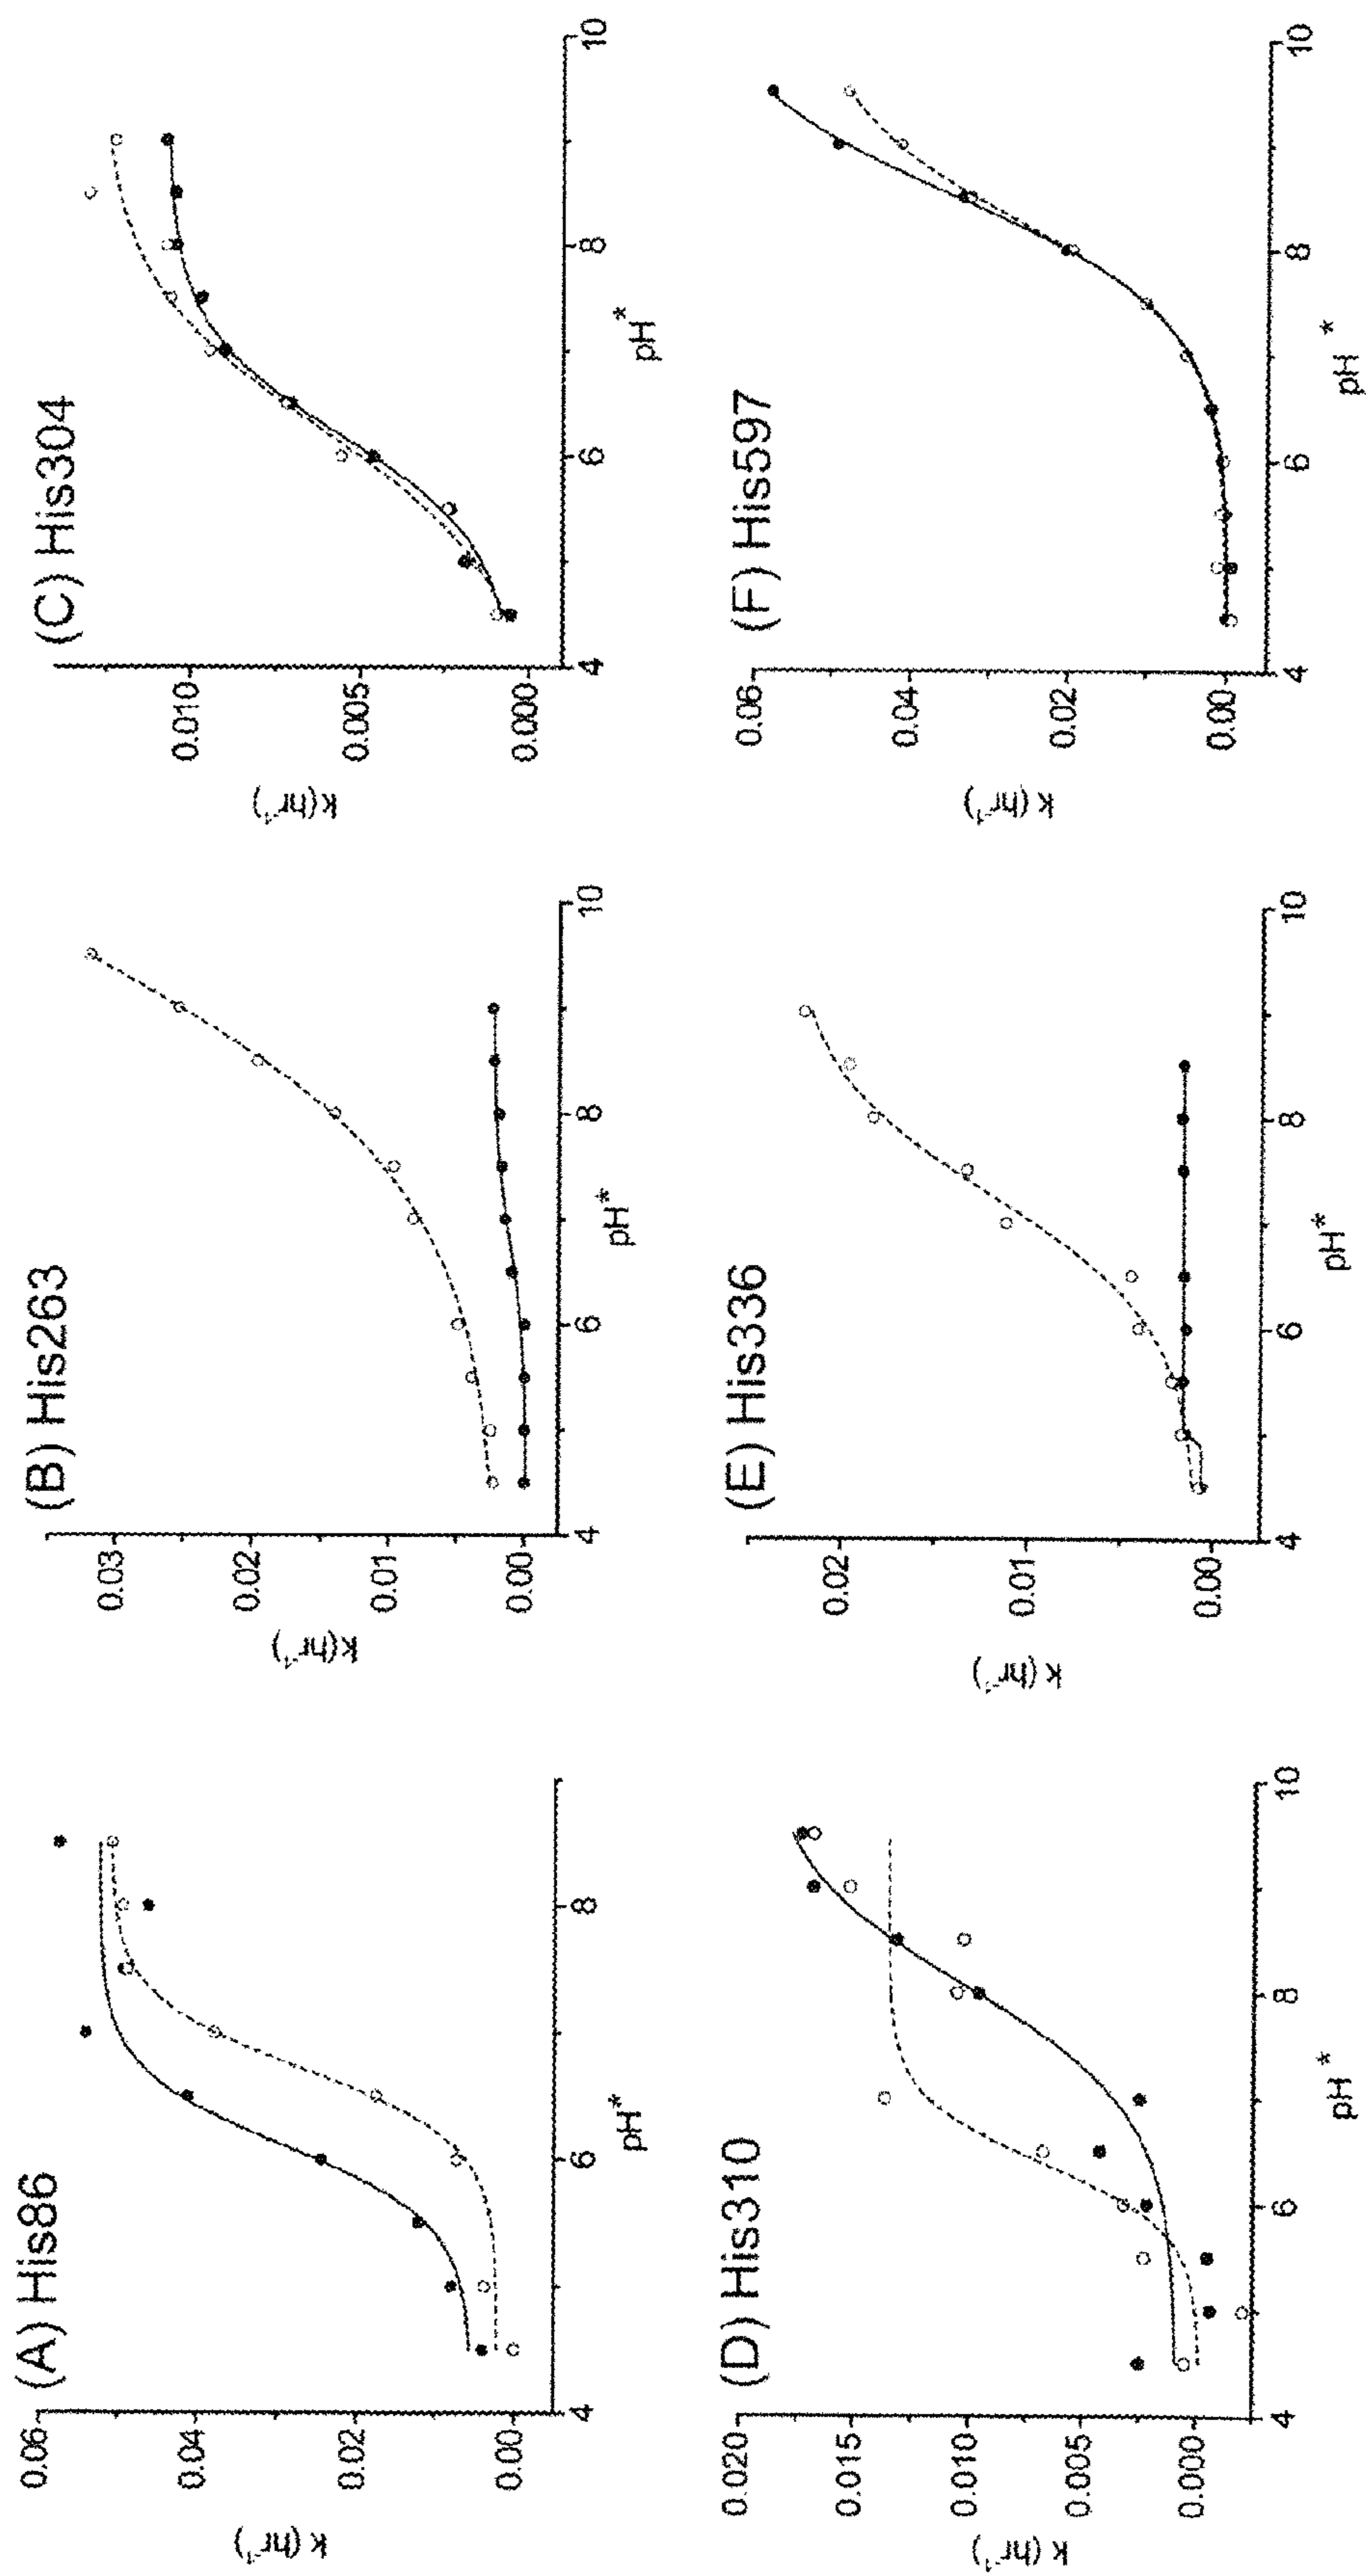 (A) His86
k (hr⁻¹)
0.06
0.04
0.02
0.00
4
6
8
pH*
(B) His263
k (hr⁻¹)
0.03
0.02
0.01
0.00
4
6
8
10
pH*
(C) His304
k (hr⁻¹)
0.010
0.005
0.000
4
6
8
10
pH*
(D) His310
k (hr⁻¹)
0.020
0.015
0.010
0.005
0.000
4
6
8
10
pH*
(E) His336
k (hr⁻¹)
0.02
0.01
0.00
4
6
8
10
pH*
(F) His597
k (hr⁻¹)
0.06
0.04
0.02
0.00
4
6
8
10
pH*